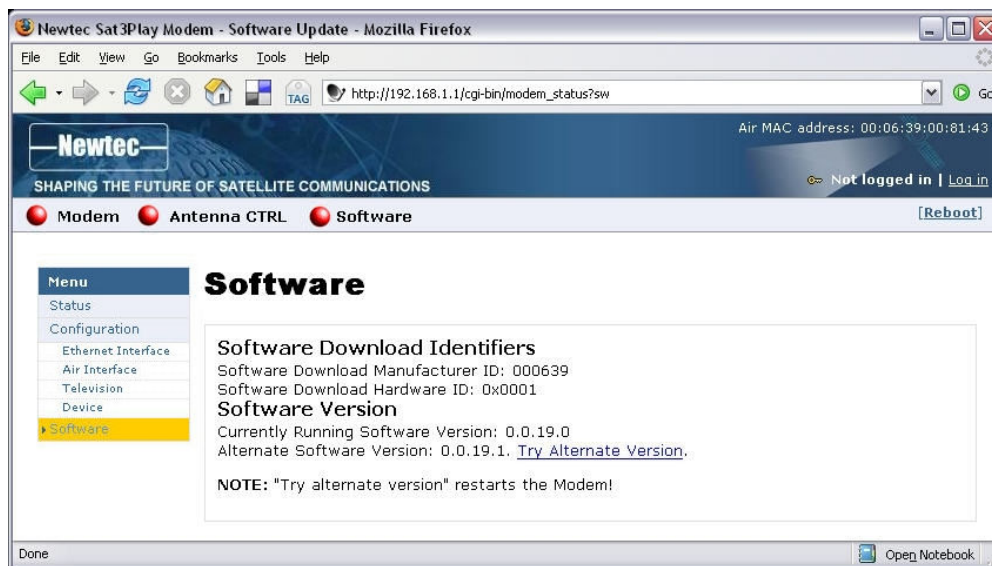 Newtec Sat3Play Modem - Software Update - Mozilla Firefox
File Edit View Go Bookmarks Tools Help
TAG http://192.168.1.1/cgi-bin/modem_status?sw Go
Air MAC address: 00:06:39:00:81:43
Newtec
SHAPING THE FUTURE OF SATELLITE COMMUNICATIONS
Not logged in | Log in
Modem Antenna CTRL Software [Reboot]
Menu
Status
Configuration
Ethernet Interface
Air Interface
Television
Device
Software
Software
Software Download Identifiers
Software Download Manufacturer ID: 000639
Software Download Hardware ID: 0x0001
Software Version
Currently Running Software Version: 0.0.19.0
Alternate Software Version: 0.0.19.1. Try Alternate Version.
NOTE: "Try alternate version" restarts the Modem!
Done Open Notebook